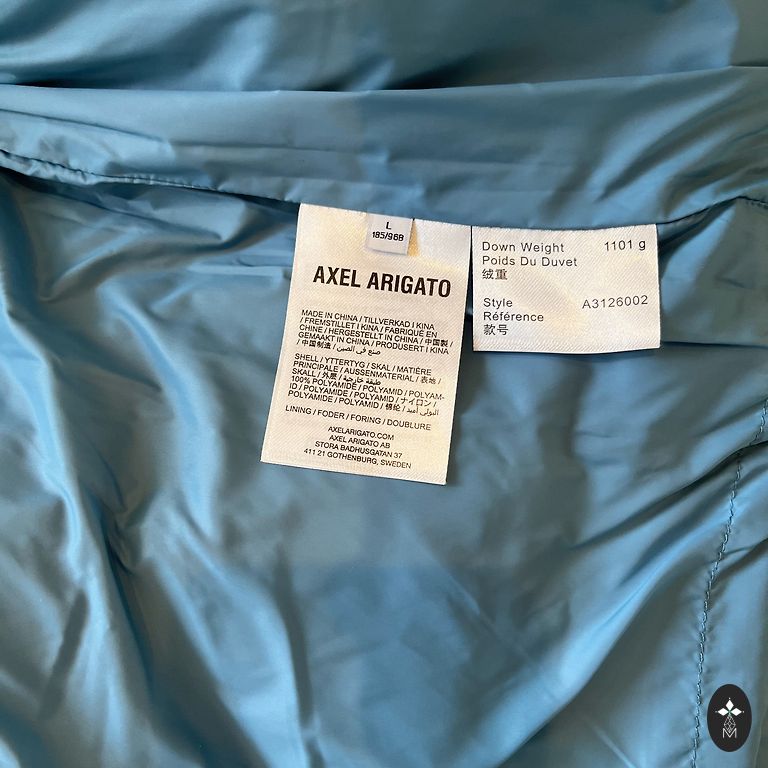 L
185/98B
AXEL ARIGATO
MADE IN CHINA / TILLVERKAD I KINA
/ FREMSTILLET I KINA / FABRIQUÉ EN
CHINE / HERGESTELLT IN CHINA / 中国製 /
GEMAAKT IN CHINA / PRODUSERT I KINA
/ 中国制造 / صنع في الصين
SHELL / YTTERTYG / SKAL / MATIÈRE
PRINCIPALE / AUSSENMATERIAL / 表地 /
SKALL / 外层 / طبقة خارجية
100% POLYAMIDE / POLYAMID / POLYAM-
ID / POLYAMIDE / POLYAMID / ナイロン /
POLYAMIDE / POLYAMID / 锦纶 / البولي أميد
LINING / FODER / FORING / DOUBLURE
AXELARIGATO.COM
AXEL ARIGATO AB
STORA BADHUSGATAN 37
411 21 GOTHENBURG, SWEDEN
Down Weight 1101 g
Poids Du Duvet
绒重
Style A3126002
Référence
款号
M